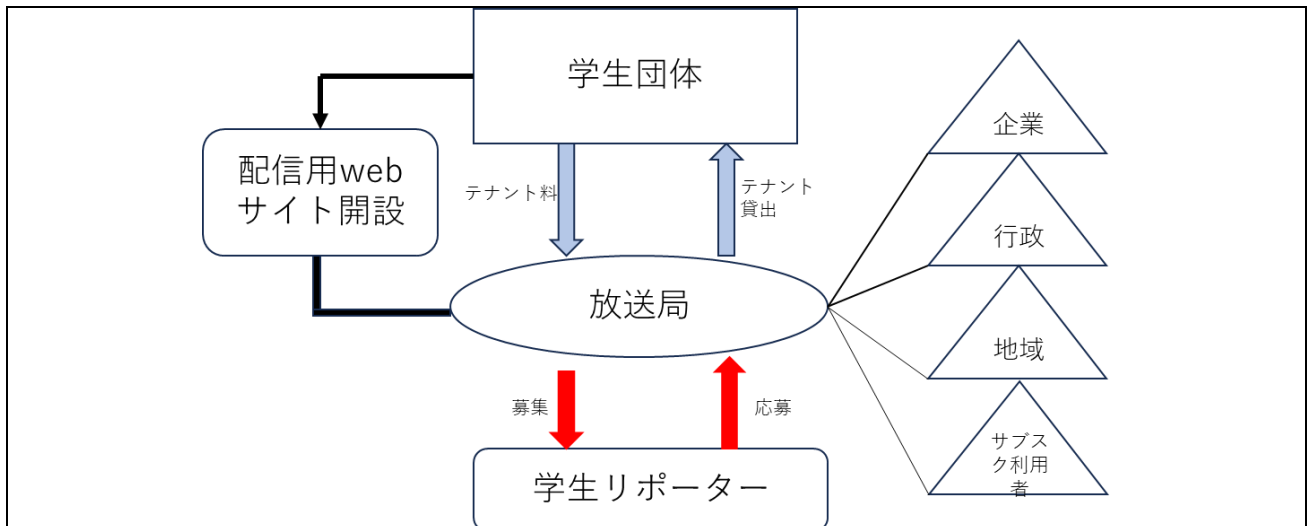 学生団体
企業
配信用web
サイト開設
テナント料
テナント
貸出
行政
放送局
地域
募集
応募
サブス
ク利用
者
学生リポーター